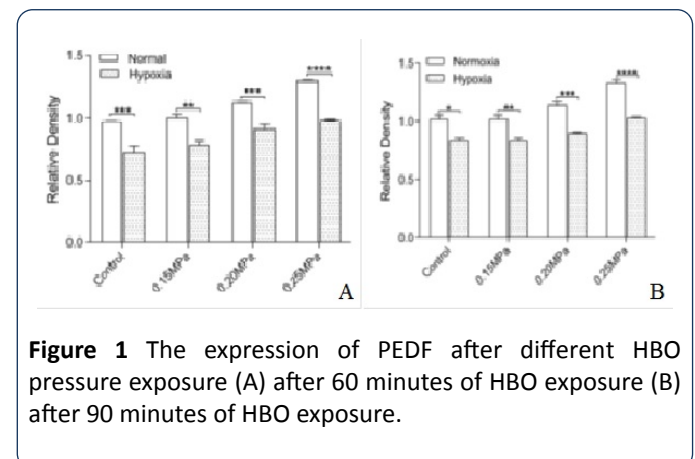 1.5
Normal
Hypoxia
***
**
***
****
Relative Density
1.0
0.5
0.0
Control
0.15MPa
0.20MPa
0.25MPa
A
1.5
Normoxia
Hypoxia
*
**
***
****
Relative Density
1.0
0.5
0.0
Control
0.15MPa
0.20MPa
0.25MPa
B
Figure 1 The expression of PEDF after different HBO
pressure exposure (A) after 60 minutes of HBO exposure (B)
after 90 minutes of HBO exposure.